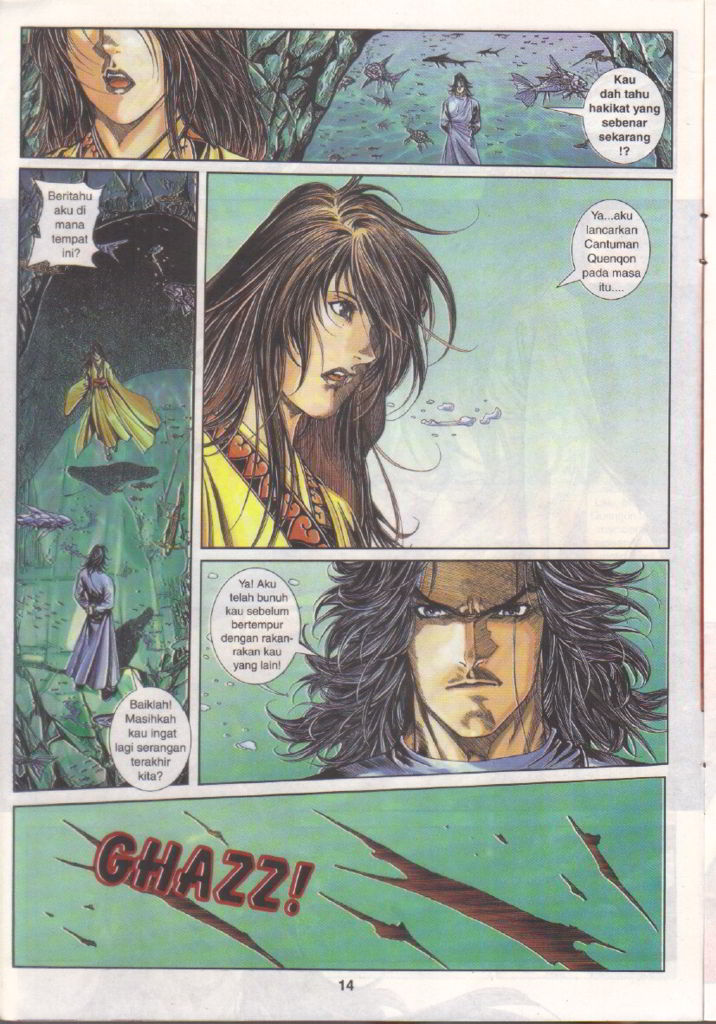 Kau
dah tahu
hakikat yang
sebenar
sekarang
!?
Beritahu
aku di
mana
tempat
ini?
Baiklah!
Masihkah
kau ingat
lagi serangan
terakhir
kita?
Ya...aku
lancarkan
Cantuman
Quenqon
pada masa
itu....
Ya! Aku
telah bunuh
kau sebelum
bertempur
dengan rakan-
rakan kau
yang lain!
GHAZZ!
14